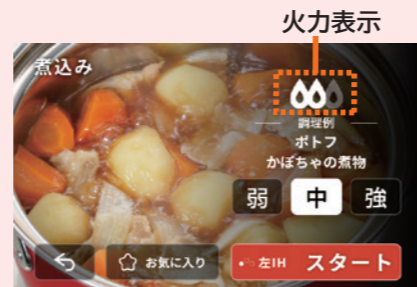 火力表示
煮込み
調理例
ポトフ
かぼちゃの煮物
弱 中 強
お気に入り 左IH スタート